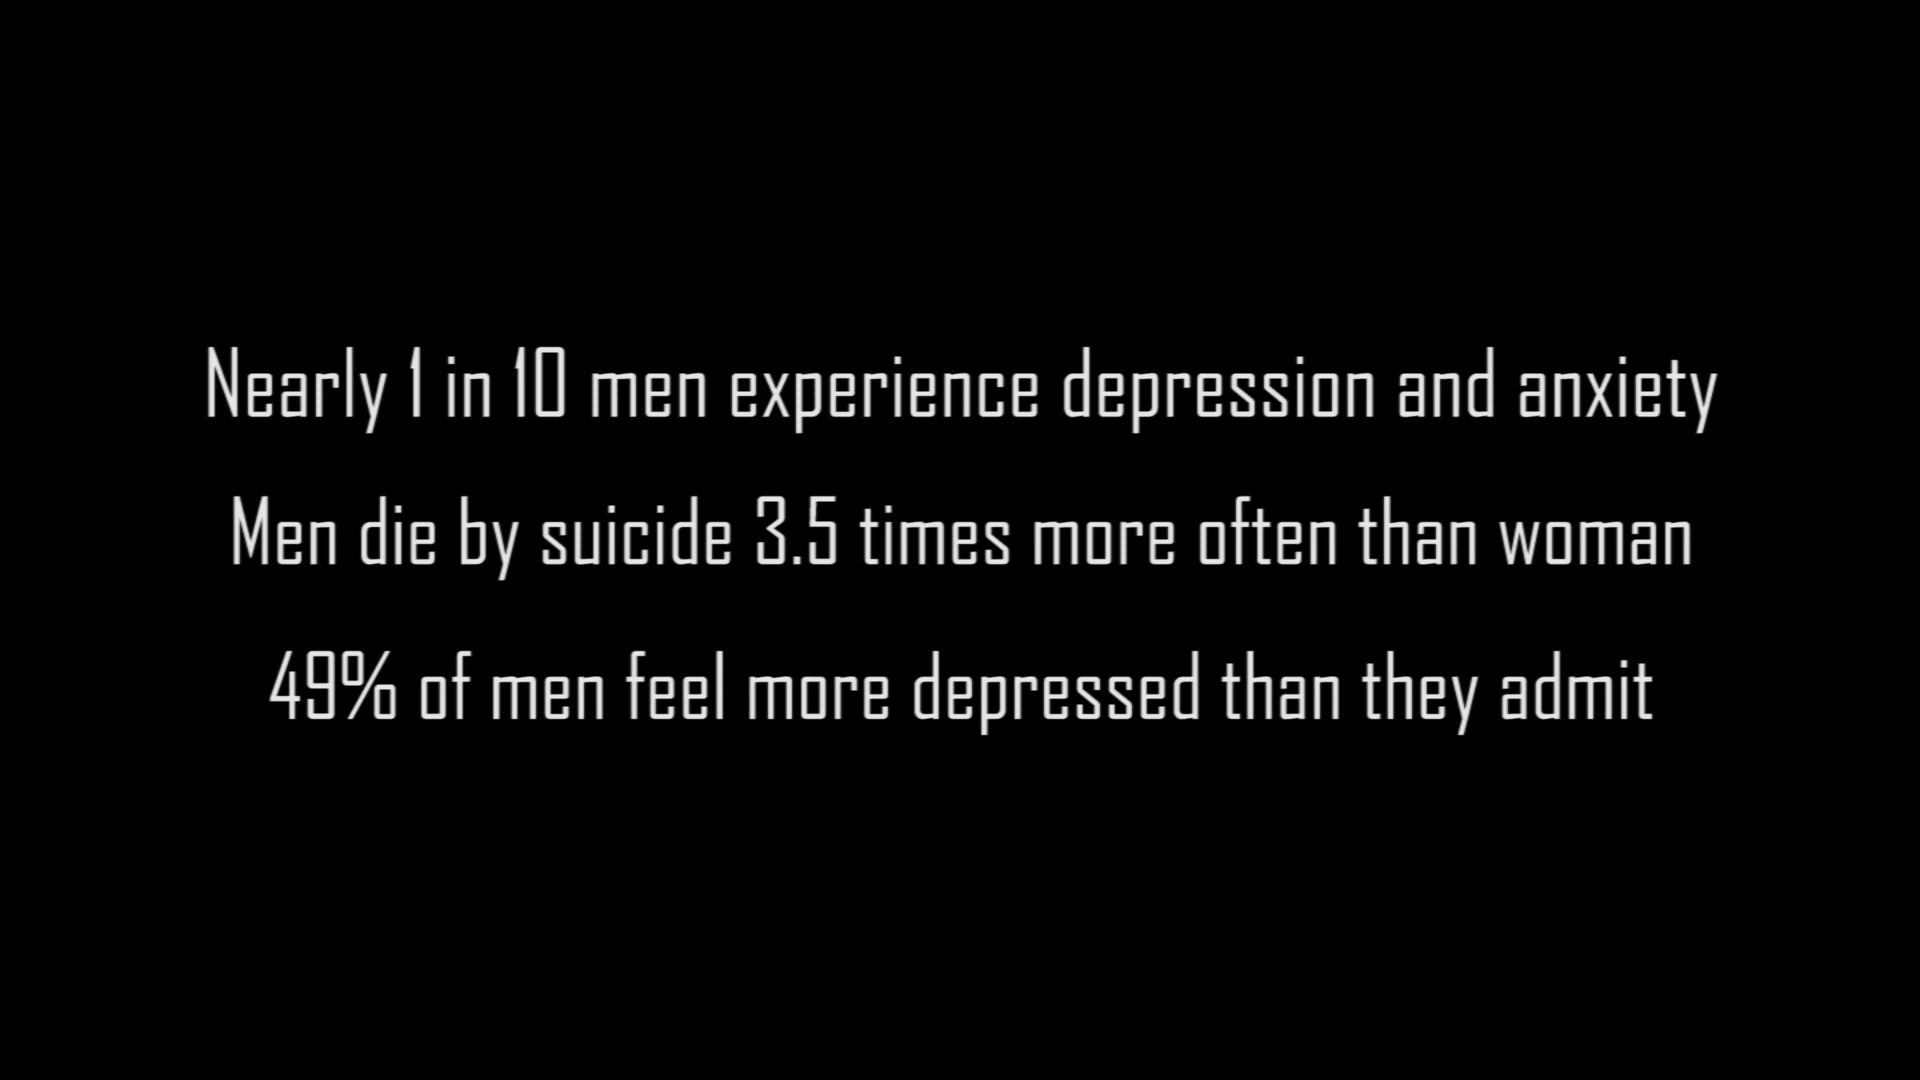 Nearly 1 in 10 men experience depression and anxiety
Men die by suicide 3.5 times more often than woman
49% of men feel more depressed than they admit